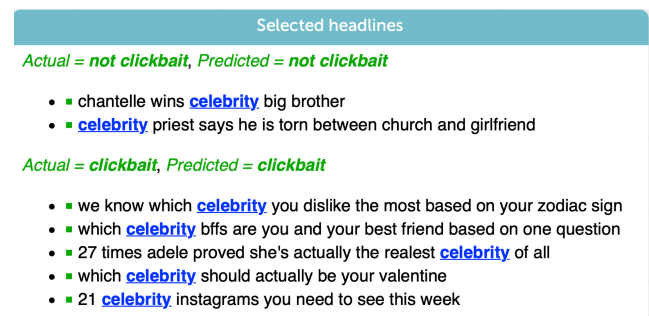 Selected headlines
Actual = not clickbait, Predicted = not clickbait
chantelle wins celebrity big brother
celebrity priest says he is torn between church and girlfriend
Actual = clickbait, Predicted = clickbait
we know which celebrity you dislike the most based on your zodiac sign
which celebrity bffs are you and your best friend based on one question
27 times adele proved she's actually the realest celebrity of all
which celebrity should actually be your valentine
21 celebrity instagrams you need to see this week